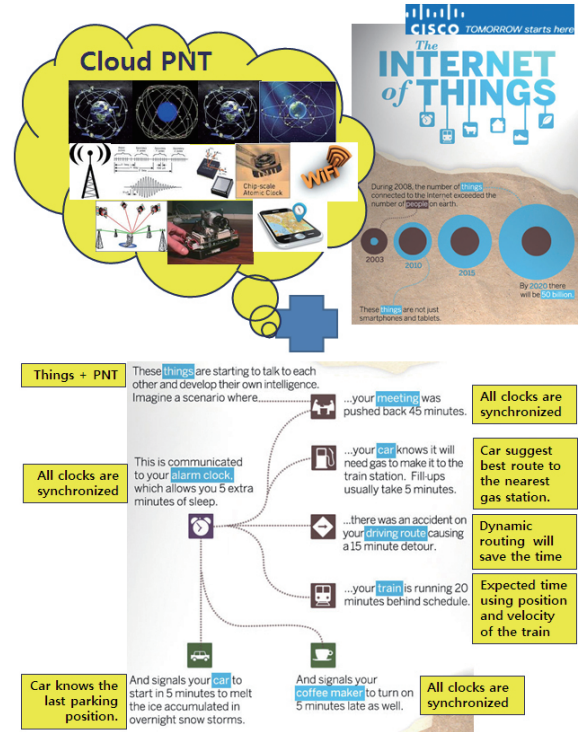 CISCO TOMORROW starts here
Cloud PNT
The
INTERNET
of THINGS
Chip-scale
Atomic Clock
WiFi
During 2008, the number of things
connected to the Internet exceeded the
number of people on earth.
2003
2010
2015
By 2020 there
will be 50 billion.
These things are not just
smartphones and tablets.
Things + PNT
These things are starting to talk to each
other and develop their own intelligence.
Imagine a scenario where...
...your meeting was
pushed back 45 minutes.
All clocks are
synchronized
All clocks are
synchronized
This is communicated
to your alarm clock,
which allows you 5 extra
minutes of sleep.
...your car knows it will
need gas to make it to the
train station. Fill-ups
usually take 5 minutes.
Car suggest
best route to
the nearest
gas station.
...there was an accident on
your driving route causing
a 15 minute detour.
Dynamic
routing will
save the time
...your train is running 20
minutes behind schedule.
Expected time
using position
and velocity
of the train
Car knows the
last parking
position.
And signals your car to
start in 5 minutes to melt
the ice accumulated in
overnight snow storms.
And signals your
coffee maker to turn on
5 minutes late as well.
All clocks are
synchronized